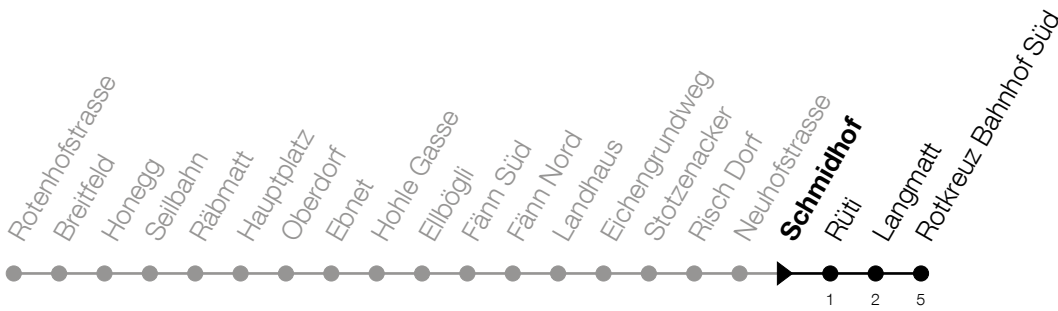 Rotenhofstrasse
Breitfeld
Honegg
Seilbahn
Räbmatt
Hauptplatz
Oberdorf
Ebnet
Hohle Gasse
Ellbögli
Fänn Süd
Fänn Nord
Landhaus
Eichengrundweg
Stotzenacker
Risch Dorf
Neuhofstrasse
Schmidhof
Rüti
Langmatt
Rotkreuz Bahnhof Süd
1 2 5